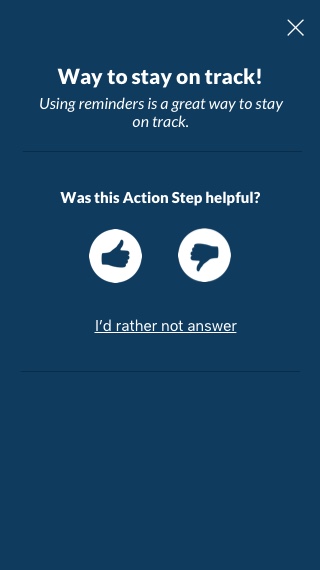 Way to stay on track!
Using reminders is a great way to stay
on track.
Was this Action Step helpful?
I'd rather not answer